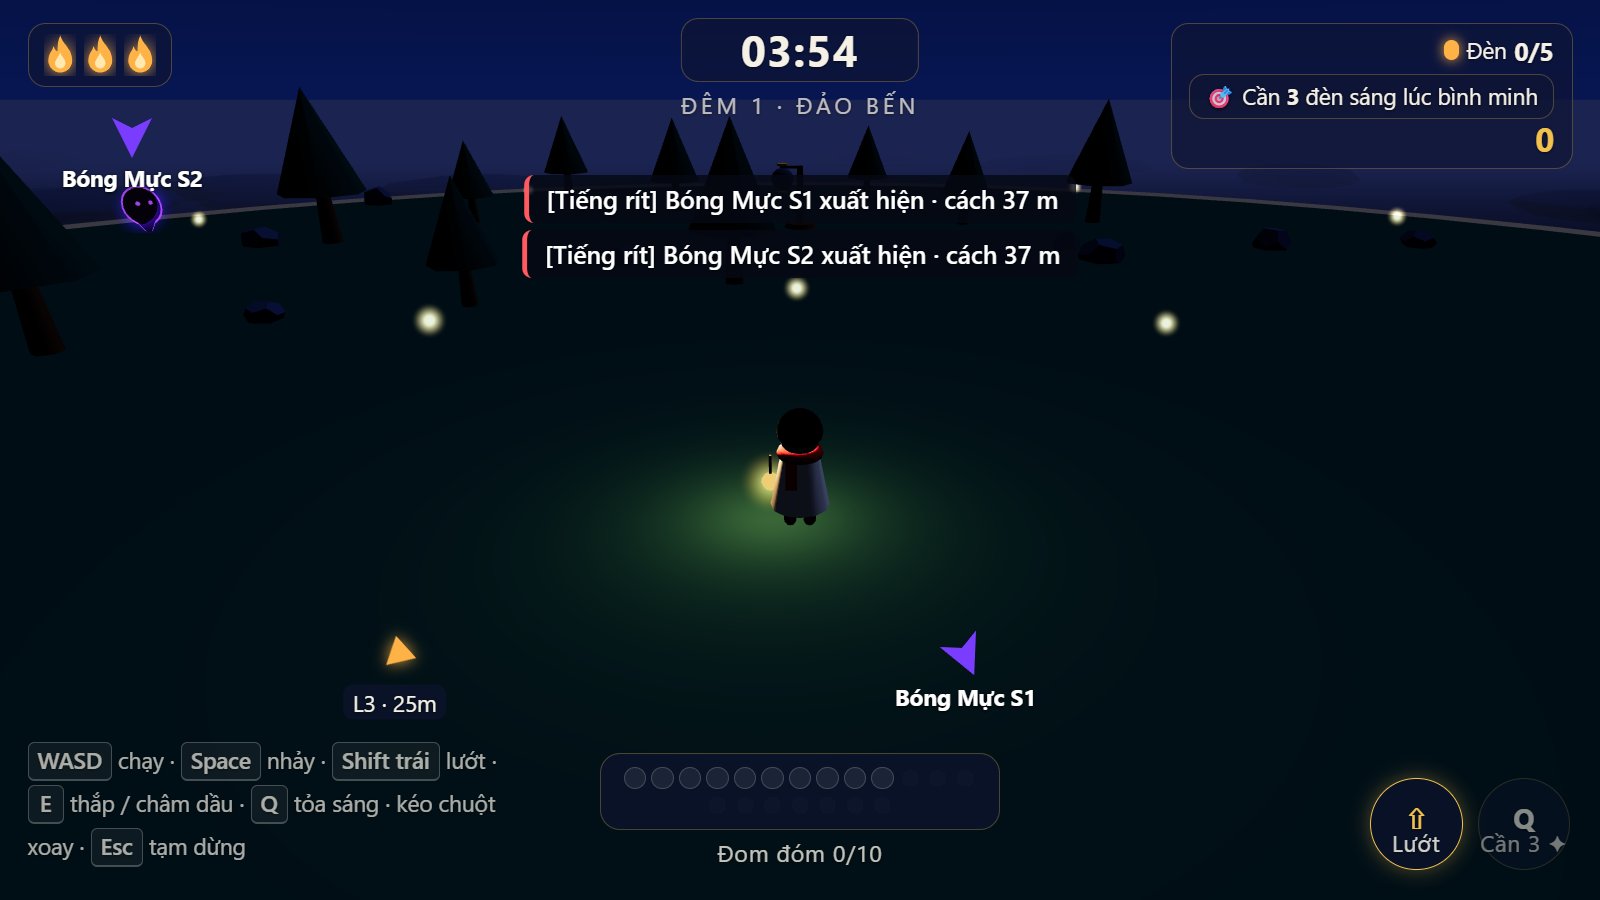 03:54
ĐÊM 1 · ĐẢO BẾN
Đèn 0/5
Cần 3 đèn sáng lúc bình minh
0
Bóng Mực S2
[Tiếng rít] Bóng Mực S1 xuất hiện · cách 37 m
[Tiếng rít] Bóng Mực S2 xuất hiện · cách 37 m
L3 · 25m
Bóng Mực S1
WASD chạy · Space nhảy · Shift trái lướt ·
E thắp / châm dầu · Q tỏa sáng · kéo chuột
xoay · Esc tạm dừng
Đom đóm 0/10
⇧
Lướt
Q
Cần 3 ✦